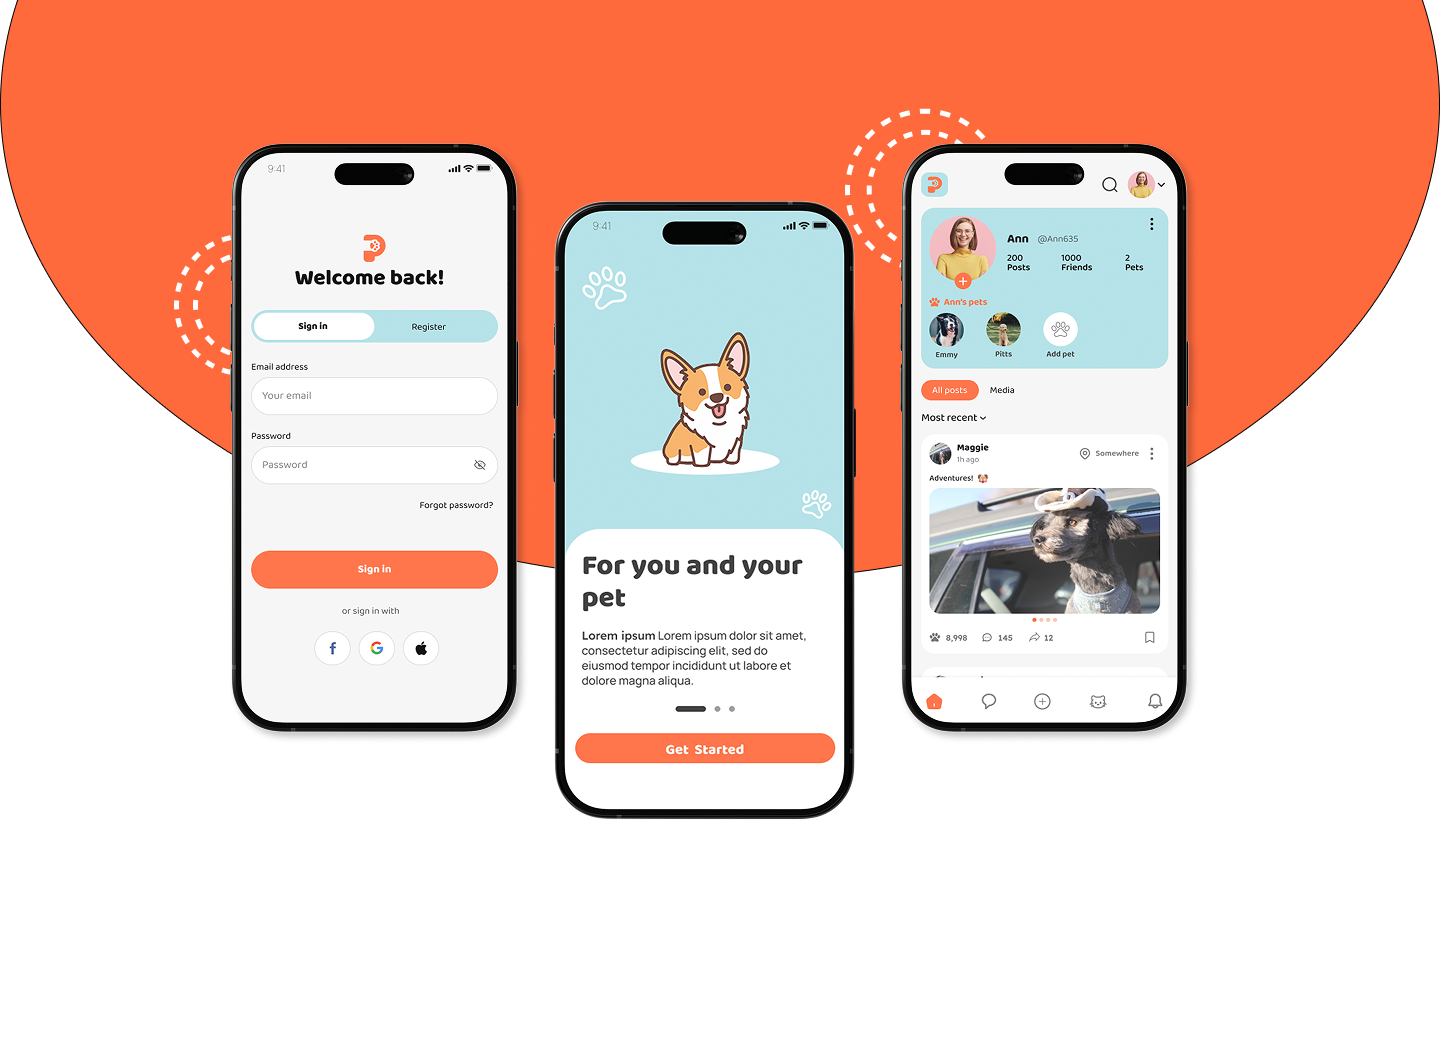 9:41
Welcome back!
Sign in
Register
Email address
Your email
Password
Password
Forgot password?
Sign in
or sign in with
9:41
For you and your
pet
Lorem ipsum Lorem ipsum dolor sit amet,
consectetur adipiscing elit, sed do
eiusmod tempor incididunt ut labore et
dolore magna aliqua.
Get Started
Ann @Ann635
200 1000 2
Posts Friends Pets
Ann's pets
Emmy Pitts Add pet
All posts Media
Most recent
Maggie
1h ago
Somewhere
Adventures!
8,998 145 12